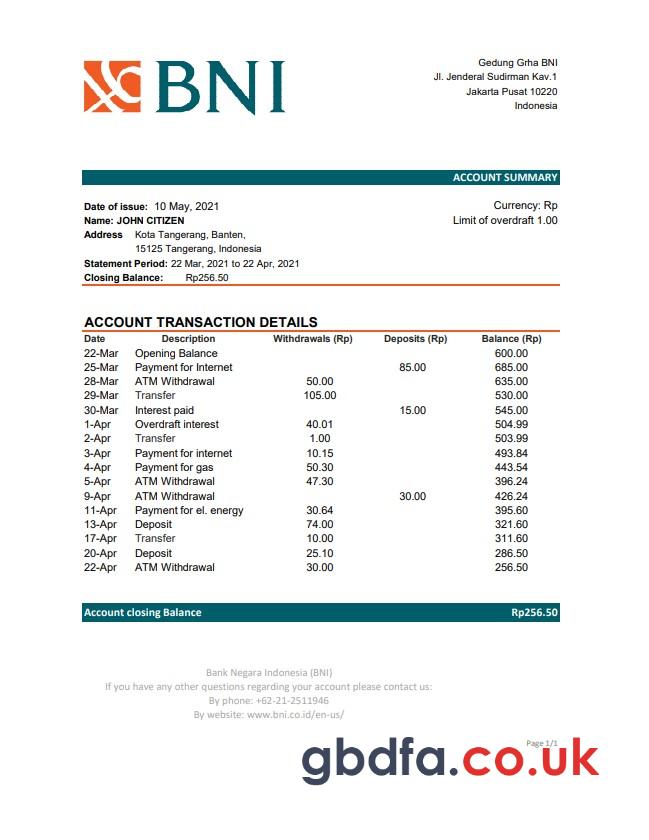 BNI
Gedung Grha BNI
Jl. Jenderal Sudirman Kav.1
Jakarta Pusat 10220
Indonesia
ACCOUNT SUMMARY
Date of issue: 10 May, 2021
Currency: Rp
Name: JOHN CITIZEN
Limit of overdraft 1.00
Address Kota Tangerang, Banten,
15125 Tangerang, Indonesia
Statement Period: 22 Mar, 2021 to 22 Apr, 2021
Closing Balance: Rp256.50
ACCOUNT TRANSACTION DETAILS
Date Description Withdrawals (Rp) Deposits (Rp) Balance (Rp)
22-Mar Opening Balance 600.00
25-Mar Payment for Internet 85.00 685.00
28-Mar ATM Withdrawal 50.00 635.00
29-Mar Transfer 105.00 530.00
30-Mar Interest paid 15.00 545.00
1-Apr Overdraft interest 40.01 504.99
2-Apr Transfer 1.00 503.99
3-Apr Payment for internet 10.15 493.84
4-Apr Payment for gas 50.30 443.54
5-Apr ATM Withdrawal 47.30 396.24
9-Apr ATM Withdrawal 30.00 426.24
11-Apr Payment for el. energy 30.64 395.60
13-Apr Deposit 74.00 321.60
17-Apr Transfer 10.00 311.60
20-Apr Deposit 25.10 286.50
22-Apr ATM Withdrawal 30.00 256.50
Account closing Balance Rp256.50
Bank Negara Indonesia (BNI)
If you have any other questions regarding your account please contact us:
By phone: +62-21-2511946
By website: www.bni.co.id/en-us/
Page 1/1
gbdfa.co.uk